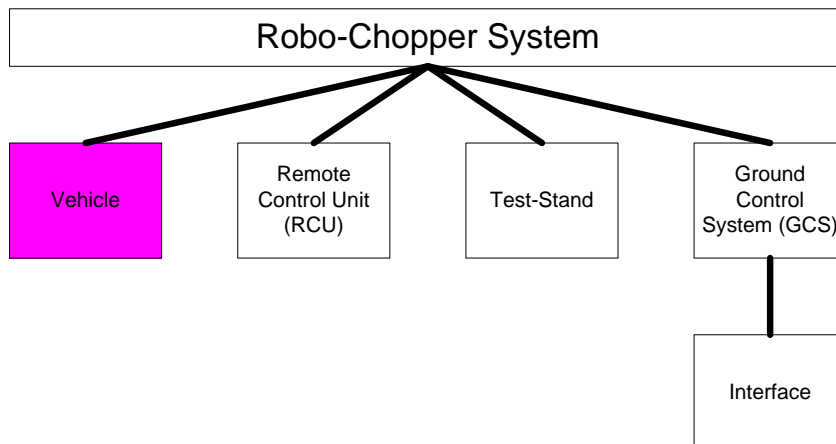 Robo-Chopper System
Vehicle
Remote
Control Unit
(RCU)
Test-Stand
Ground
Control
System (GCS)
Interface